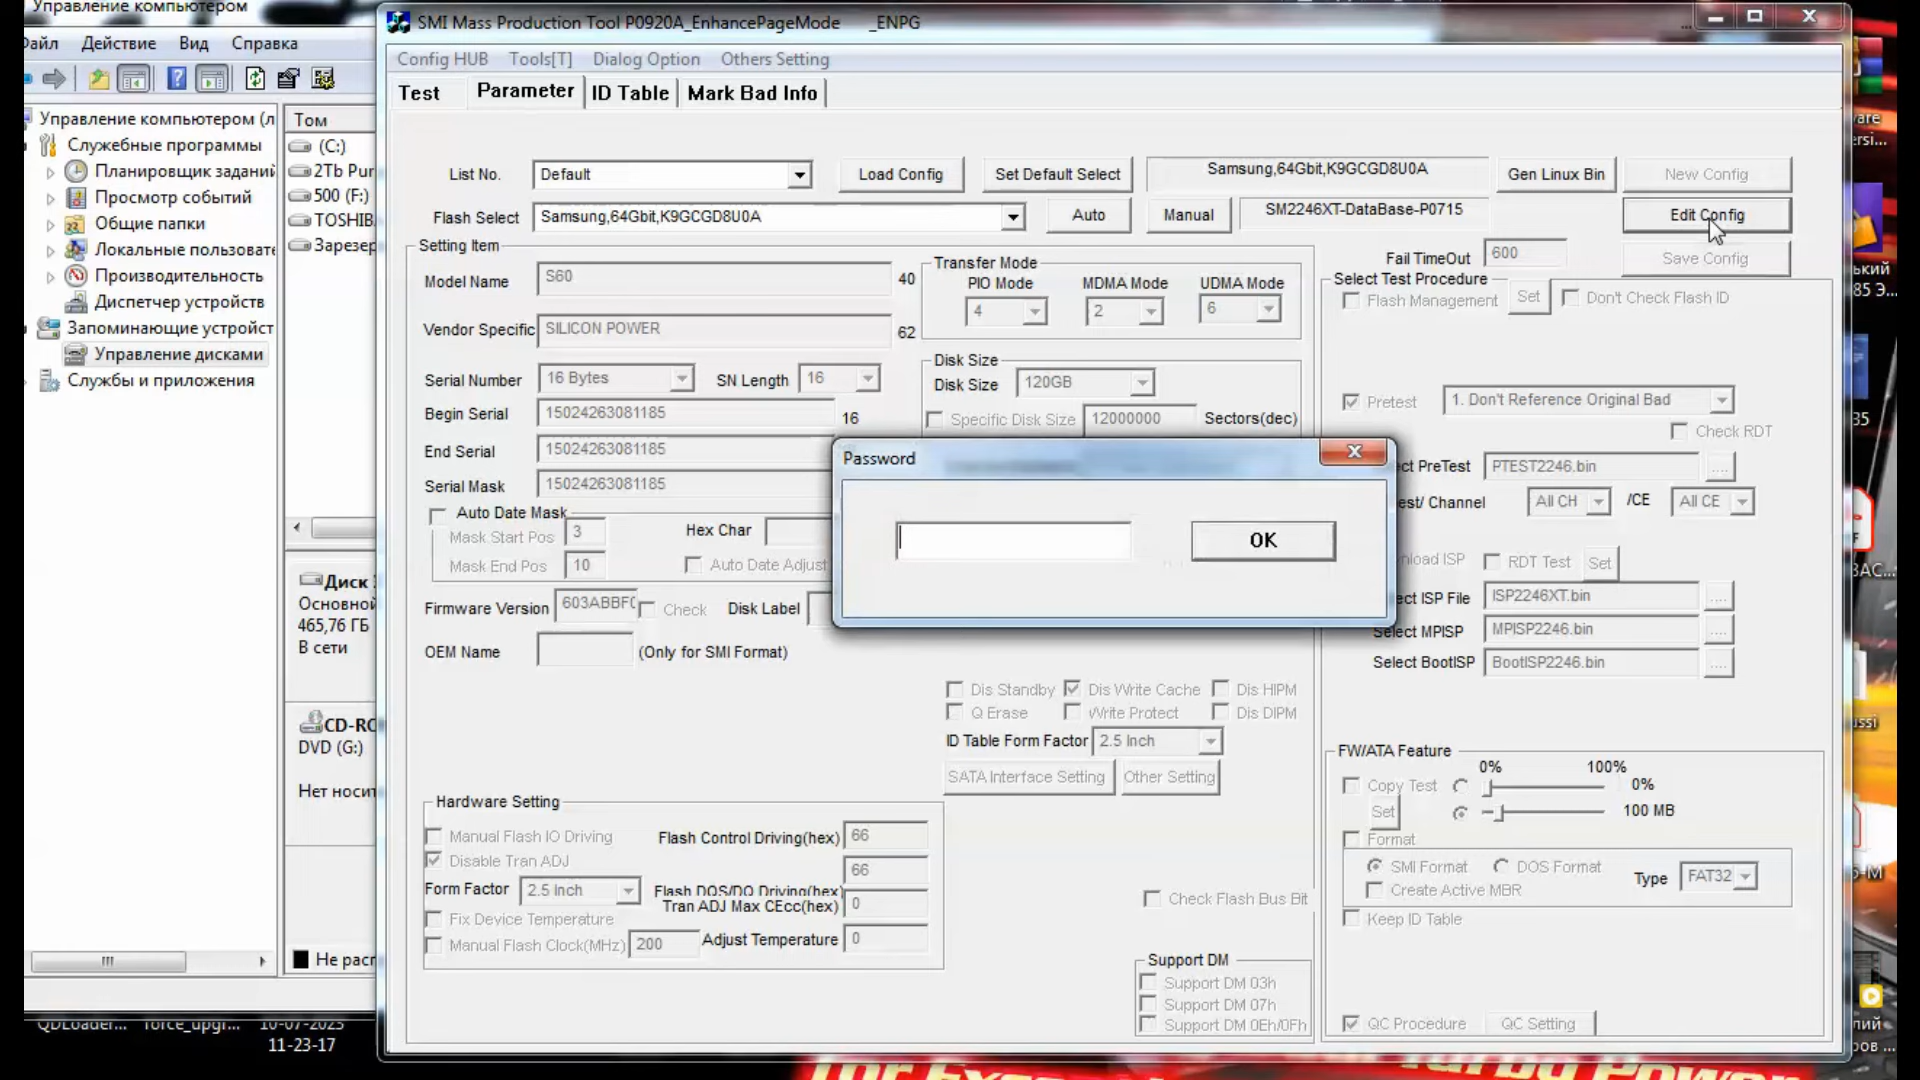 Управление компьютером
Файл Действие Вид Справка
Управление компьютером (л
Служебные программы
Планировщик заданий
Просмотр событий
Общие папки
Локальные пользовате
Производительность
Диспетчер устройств
Запоминающие устройст
Управление дисками
Службы и приложения
Том
(C:)
2Tb Pur
500 (F:)
TOSHIB
Зарезер
Диск
Основной
465,76 ГБ
В сети
CD-RO
DVD (G:)
Нет носит
Не расп
QDLoader... force_upgr... 10-07-2023
11-23-17
SMI Mass Production Tool P0920A_EnhancePageMode _ENPG
Config HUB Tools[T] Dialog Option Others Setting
Test Parameter ID Table Mark Bad Info
List No. Default Load Config Set Default Select Samsung,64Gbit,K9GCGD8U0A Gen Linux Bin New Config
Flash Select Samsung,64Gbit,K9GCGD8U0A Auto Manual SM2246XT-DataBase-P0715 Edit Config
Fail TimeOut 600 Save Config
Setting Item
Model Name S60 40
Vendor Specific SILICON POWER 62
Serial Number 16 Bytes SN Length 16
Begin Serial 15024263081185 16
End Serial 15024263081185
Serial Mask 15024263081185
Auto Date Mask
Mask Start Pos 3 Hex Char
Mask End Pos 10 Auto Date Adjust
Firmware Version 603ABBF0 Check Disk Label
OEM Name (Only for SMI Format)
Transfer Mode
PIO Mode MDMA Mode UDMA Mode
4 2 6
Disk Size
Disk Size 120GB
Specific Disk Size 12000000 Sectors(dec)
Password
OK
Dis Standby Dis Write Cache Dis HIPM
Q Erase Write Protect Dis DIPM
ID Table Form Factor 2.5 Inch
SATA Interface Setting Other Setting
Hardware Setting
Manual Flash IO Driving Flash Control Driving(hex) 66
Disable Tran ADJ 66
Form Factor 2.5 Inch Flash DQS/DQ Driving(hex)
Tran ADJ Max CEcc(hex) 0
Fix Device Temperature
Manual Flash Clock(MHz) 200 Adjust Temperature 0
Check Flash Bus Bit
Support DM
Support DM 03h
Support DM 07h
Support DM 0Eh/0Fh
Select Test Procedure
Flash Management Set Don't Check Flash ID
Pretest 1. Don't Reference Original Bad
Check RDT
ct PreTest PTEST2246.bin ....
est/ Channel All CH /CE All CE
nload ISP RDT Test Set
ect ISP File ISP2246XT.bin ....
Select MPISP MPISP2246.bin ....
Select BootISP BootISP2246.bin ....
FW/ATA Feature
0% 100%
Copy Test 0%
Set 100 MB
Format
SMI Format DOS Format Type FAT32
Create Active MBR
Keep ID Table
QC Procedure QC Setting